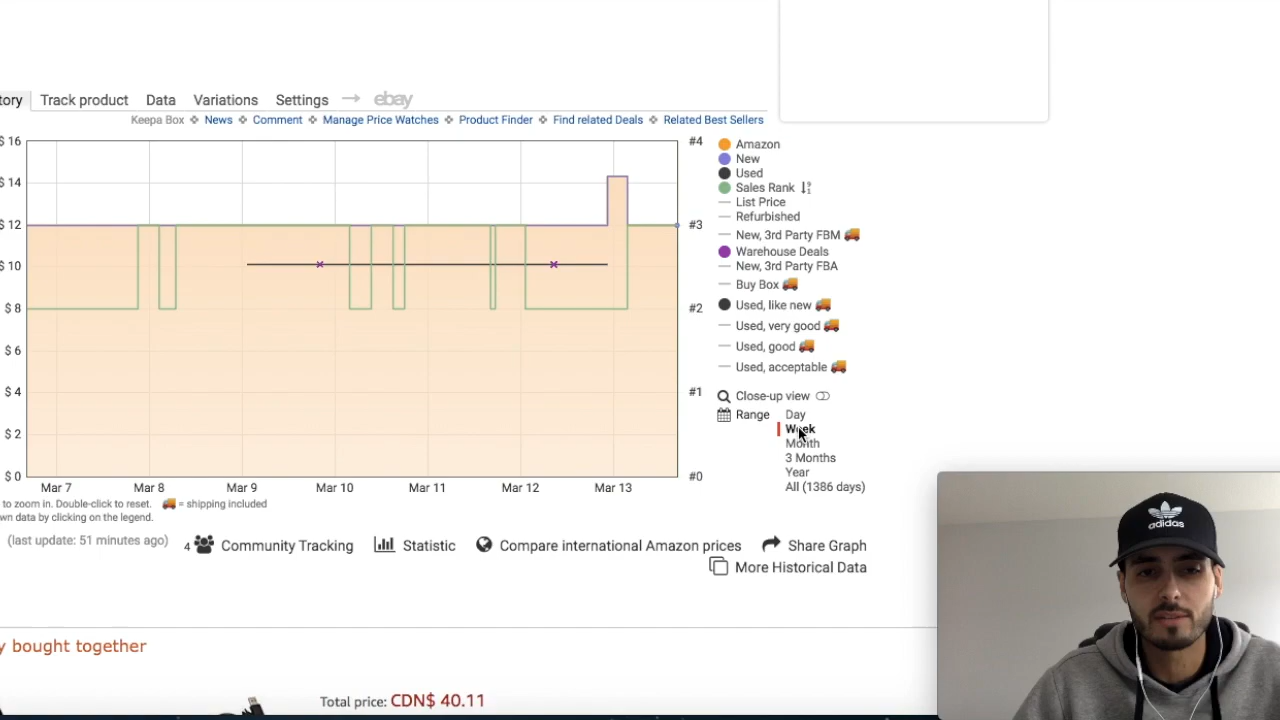 tory Track product Data Variations Settings → ebay
Keepa Box ❖ News ❖ Comment ❖ Manage Price Watches ❖ Product Finder ❖ Find related Deals ❖ Related Best Sellers
$ 16
$ 14
$ 12
$ 10
$ 8
$ 6
$ 4
$ 2
$ 0
#4
#3
#2
#1
#0
Mar 7 Mar 8 Mar 9 Mar 10 Mar 11 Mar 12 Mar 13
Amazon
New
Used
Sales Rank
List Price
Refurbished
New, 3rd Party FBM
Warehouse Deals
New, 3rd Party FBA
Buy Box
Used, like new
Used, very good
Used, good
Used, acceptable
Close-up view
Range Day
Week
Month
3 Months
Year
All (1386 days)
to zoom in. Double-click to reset. = shipping included
wn data by clicking on the legend.
(last update: 51 minutes ago) 4 Community Tracking Statistic Compare international Amazon prices Share Graph
More Historical Data
y bought together
Total price: CDN$ 40.11
adidas